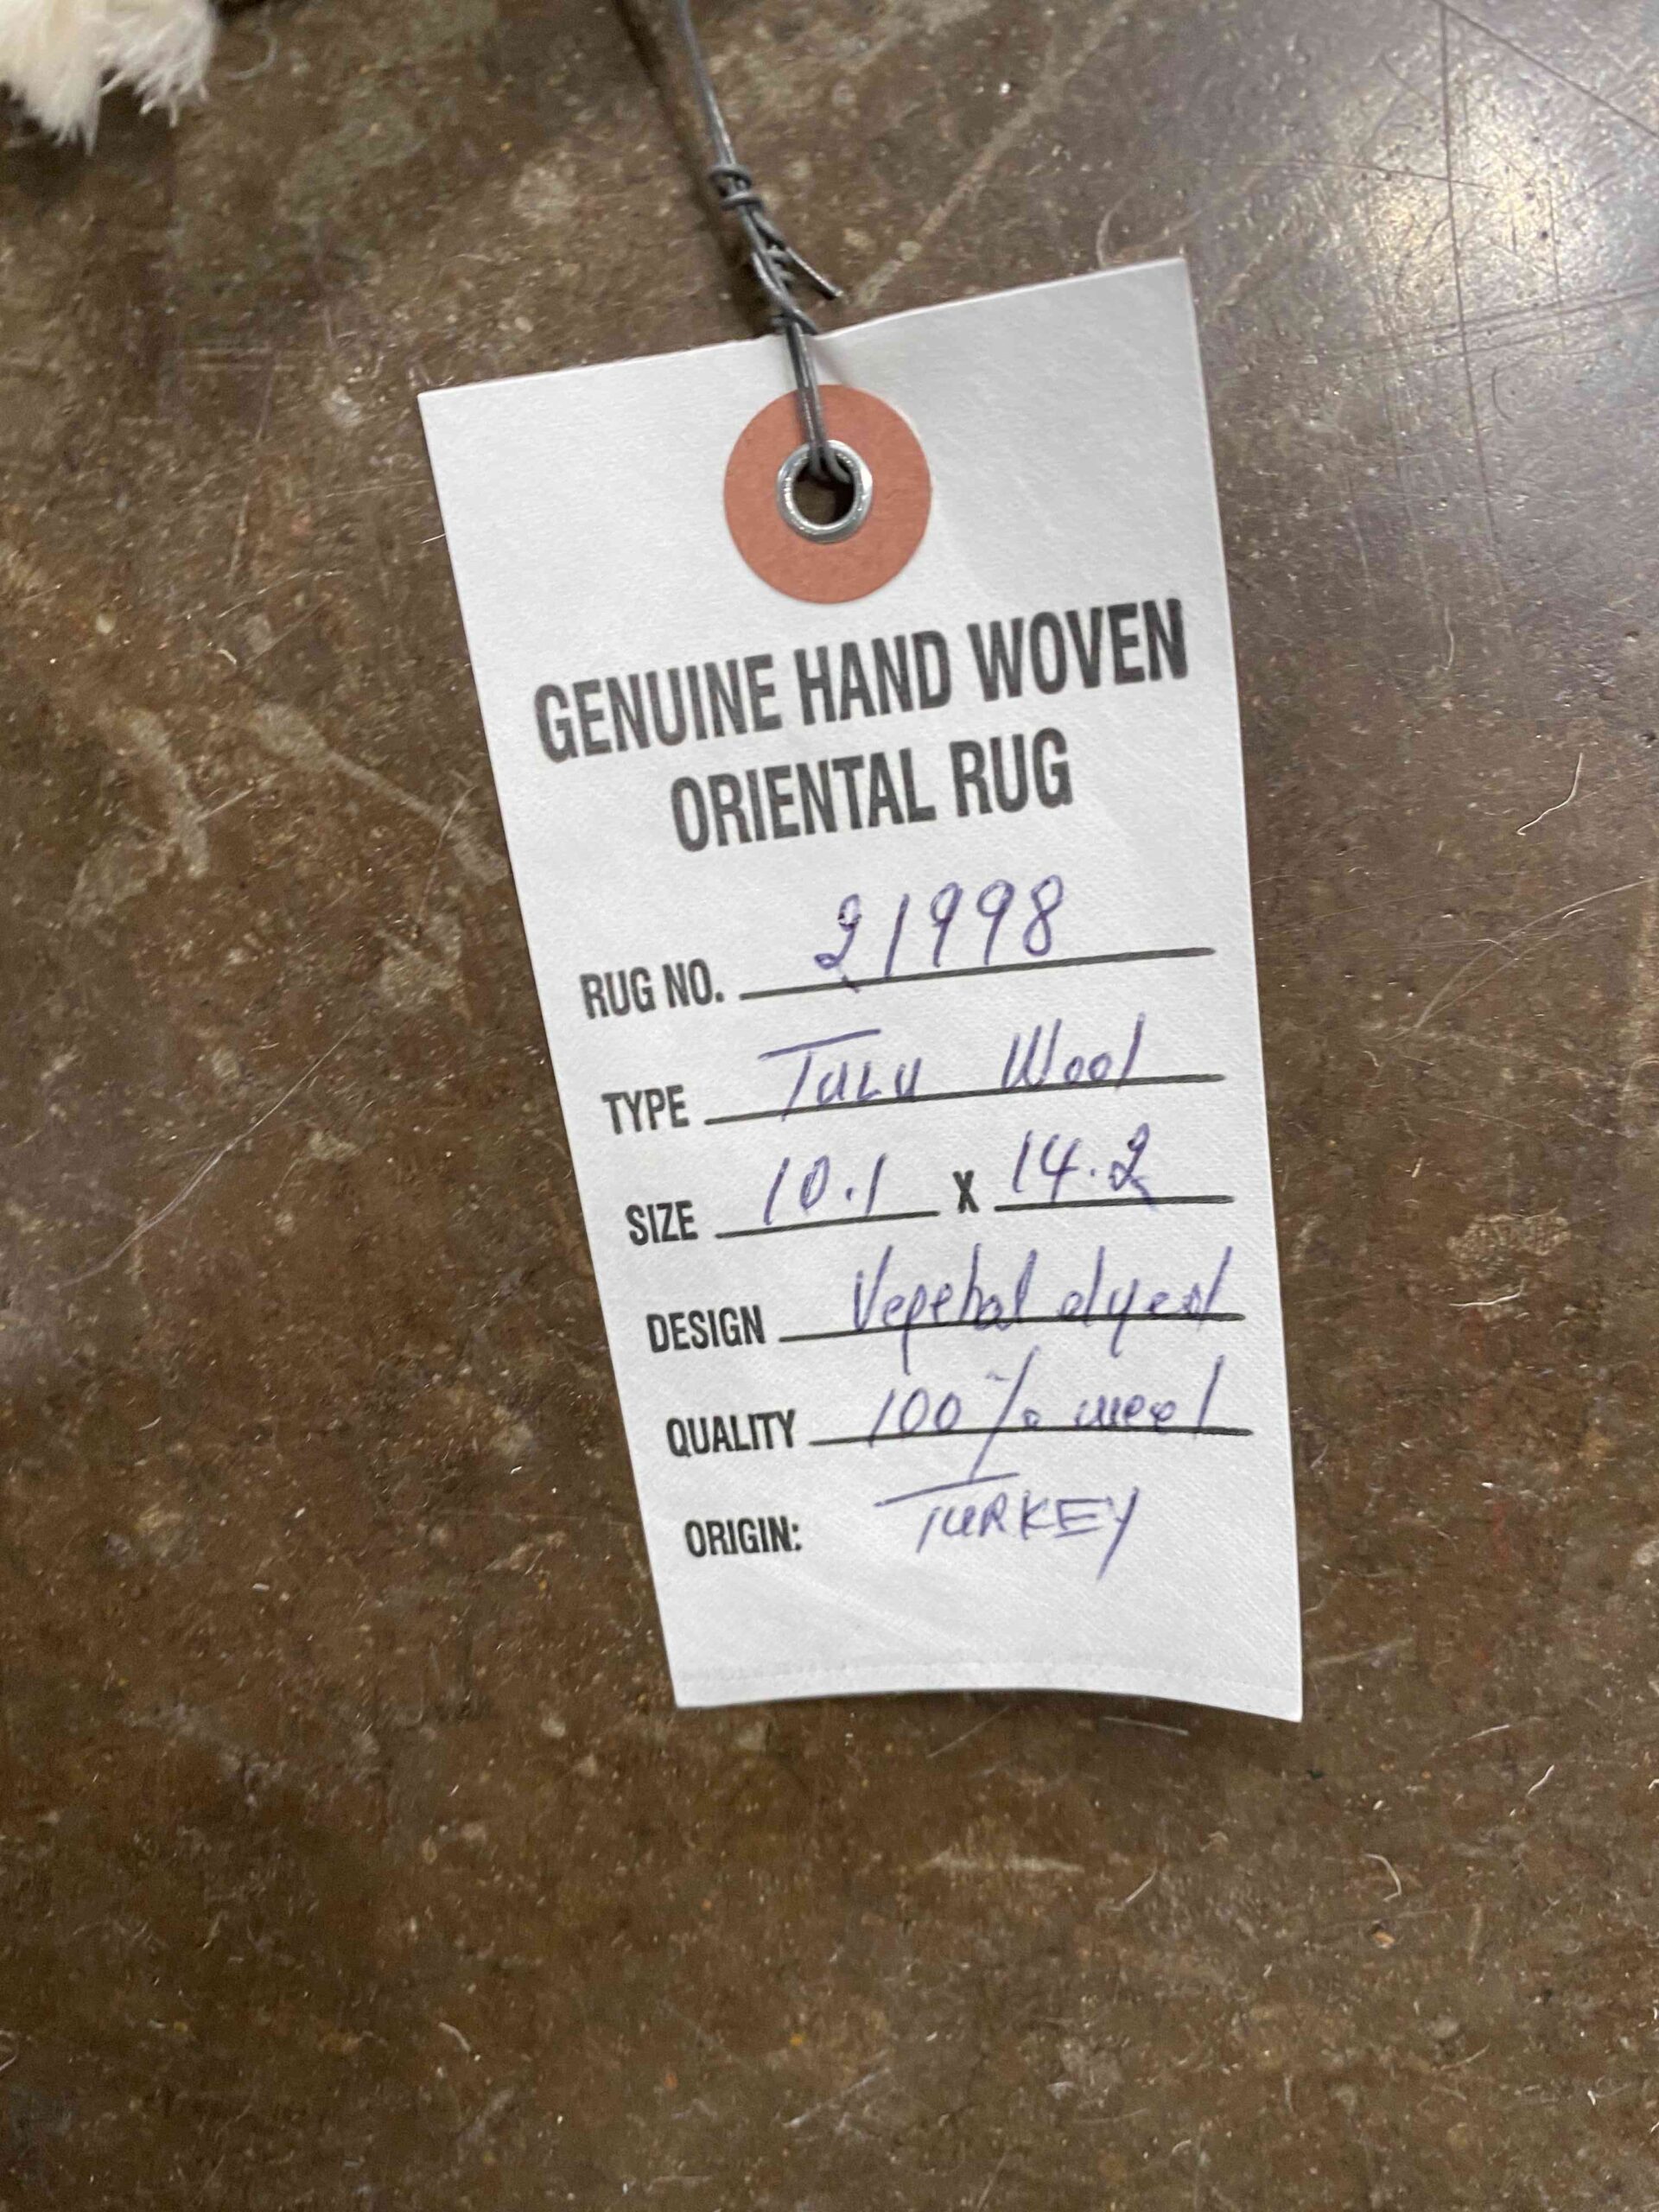 GENUINE HAND WOVEN
ORIENTAL RUG
RUG NO. 21998
TYPE TULU Wool
SIZE 10.1 X 14.2
DESIGN Vegetal dyed
QUALITY 100% wool
ORIGIN: TURKEY